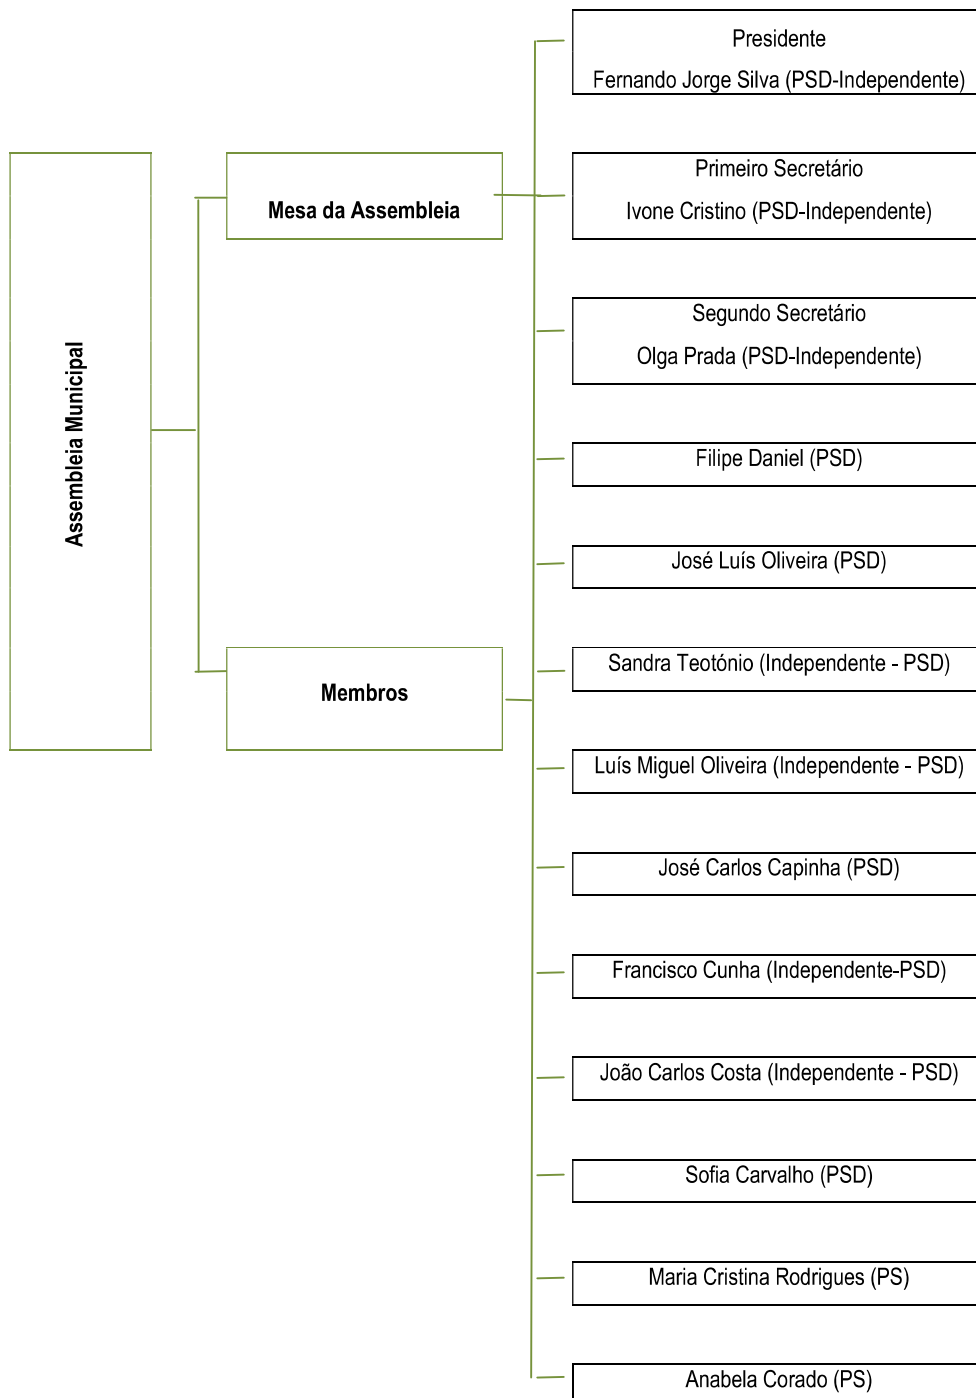 Assembleia Municipal
Mesa da Assembleia
Presidente
Fernando Jorge Silva (PSD-Independente)
Primeiro Secretário
Ivone Cristino (PSD-Independente)
Segundo Secretário
Olga Prada (PSD-Independente)
Membros
Filipe Daniel (PSD)
José Luís Oliveira (PSD)
Sandra Teotónio (Independente - PSD)
Luís Miguel Oliveira (Independente - PSD)
José Carlos Capinha (PSD)
Francisco Cunha (Independente-PSD)
João Carlos Costa (Independente - PSD)
Sofia Carvalho (PSD)
Maria Cristina Rodrigues (PS)
Anabela Corado (PS)